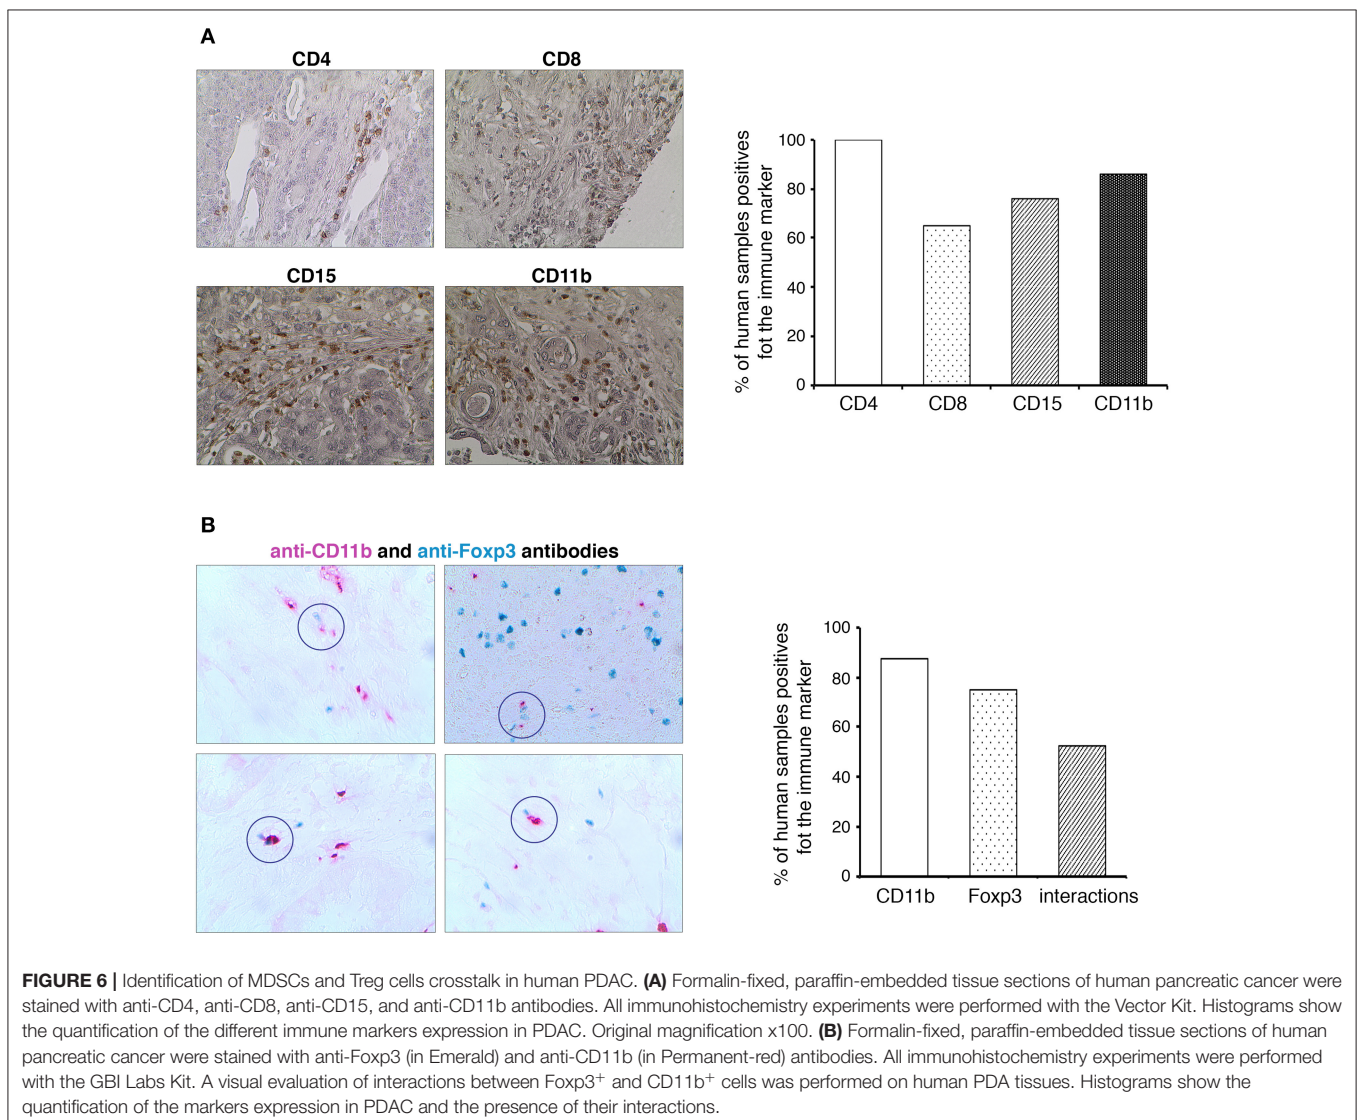 A
CD4
CD8
CD15
CD11b
% of human samples positives
fot the immune marker
100
80
60
40
20
0
CD4
CD8
CD15
CD11b
B
anti-CD11b and anti-Foxp3 antibodies
% of human samples positives
fot the immune marker
100
80
60
40
20
0
CD11b
Foxp3
interactions
FIGURE 6 | Identification of MDSCs and Treg cells crosstalk in human PDAC. (A) Formalin-fixed, paraffin-embedded tissue sections of human pancreatic cancer were
stained with anti-CD4, anti-CD8, anti-CD15, and anti-CD11b antibodies. All immunohistochemistry experiments were performed with the Vector Kit. Histograms show
the quantification of the different immune markers expression in PDAC. Original magnification x100. (B) Formalin-fixed, paraffin-embedded tissue sections of human
pancreatic cancer were stained with anti-Foxp3 (in Emerald) and anti-CD11b (in Permanent-red) antibodies. All immunohistochemistry experiments were performed
with the GBI Labs Kit. A visual evaluation of interactions between Foxp3⁺ and CD11b⁺ cells was performed on human PDA tissues. Histograms show the
quantification of the markers expression in PDAC and the presence of their interactions.